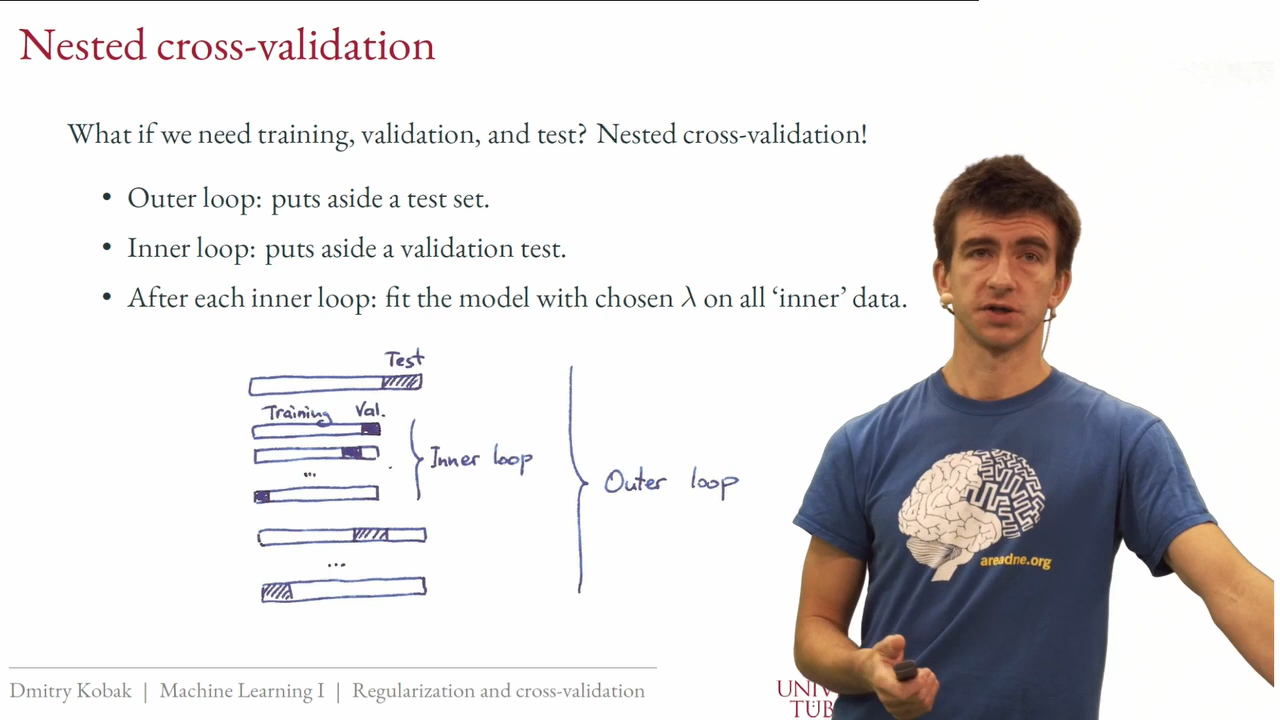 Nested cross-validation
What if we need training, validation, and test? Nested cross-validation!
• Outer loop: puts aside a test set.
• Inner loop: puts aside a validation test.
• After each inner loop: fit the model with chosen λ on all ‘inner’ data.
Test
Training Val.
...
Inner loop
Outer loop
...
areadne.org
Dmitry Kobak | Machine Learning I | Regularization and cross-validation
UNIV
TÜB